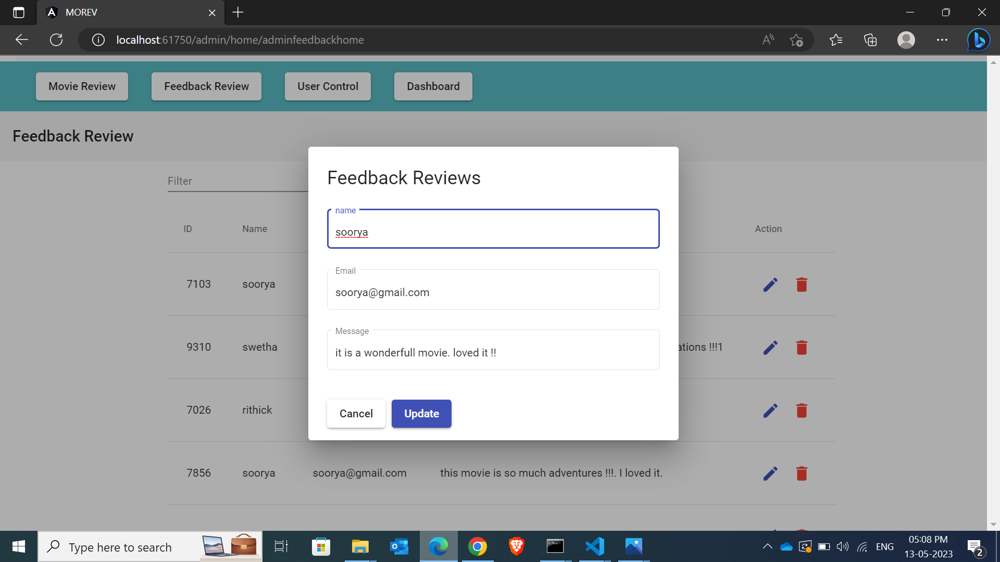 MOREV
localhost:61750/admin/home/adminfeedbackhome
Movie Review
Feedback Review
User Control
Dashboard
Feedback Review
Filter
Feedback Reviews
name
soorya
Email
soorya@gmail.com
Message
it is a wonderfull movie. loved it !!
Cancel
Update
ID Name Action
7103 soorya
9310 swetha ations !!!1
7026 rithick
7856 soorya soorya@gmail.com this movie is so much adventures !!!. I loved it.
Type here to search
ENG
05:08 PM
13-05-2023
2